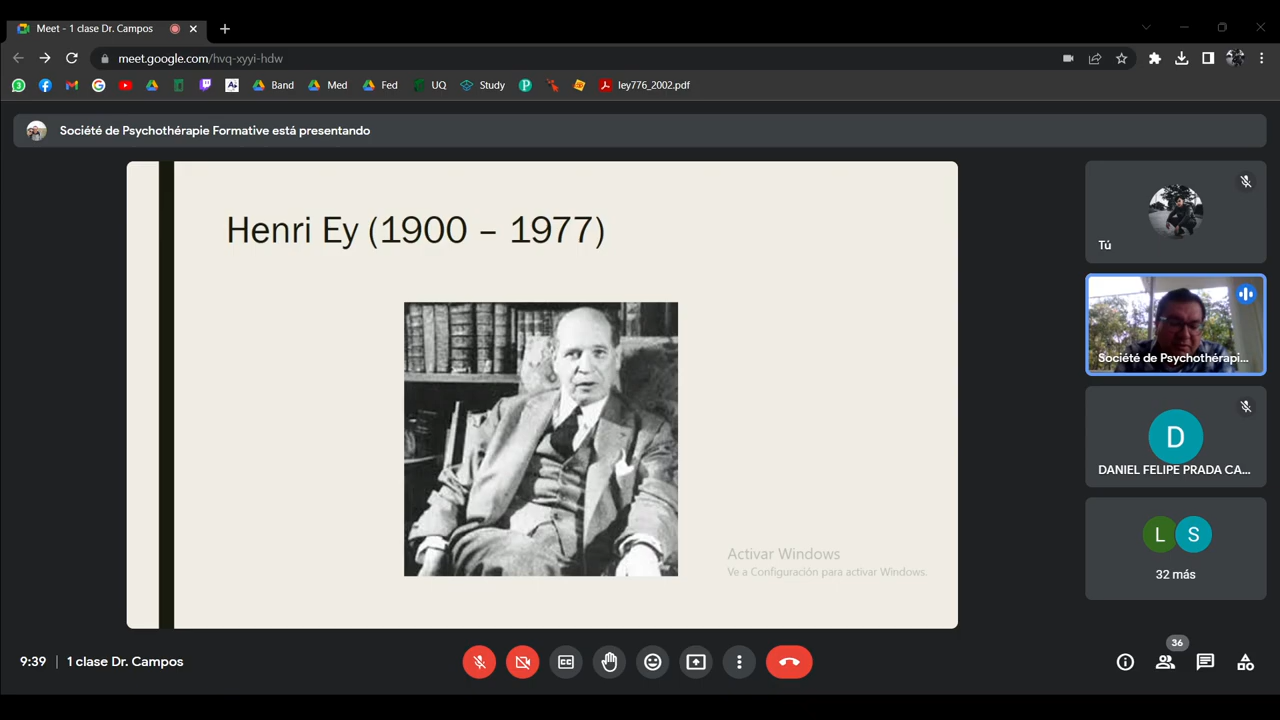 Meet - 1 clase Dr. Campos
meet.google.com/hvq-xyyi-hdw
Band
Med
Fed
UQ
Study
ley776_2002.pdf
Société de Psychothérapie Formative está presentando
Henri Ey (1900 – 1977)
Activar Windows
Ve a Configuración para activar Windows.
Tú
Société de Psychothérapi...
D
DANIEL FELIPE PRADA CA...
L S
32 más
9:39 | 1 clase Dr. Campos
36